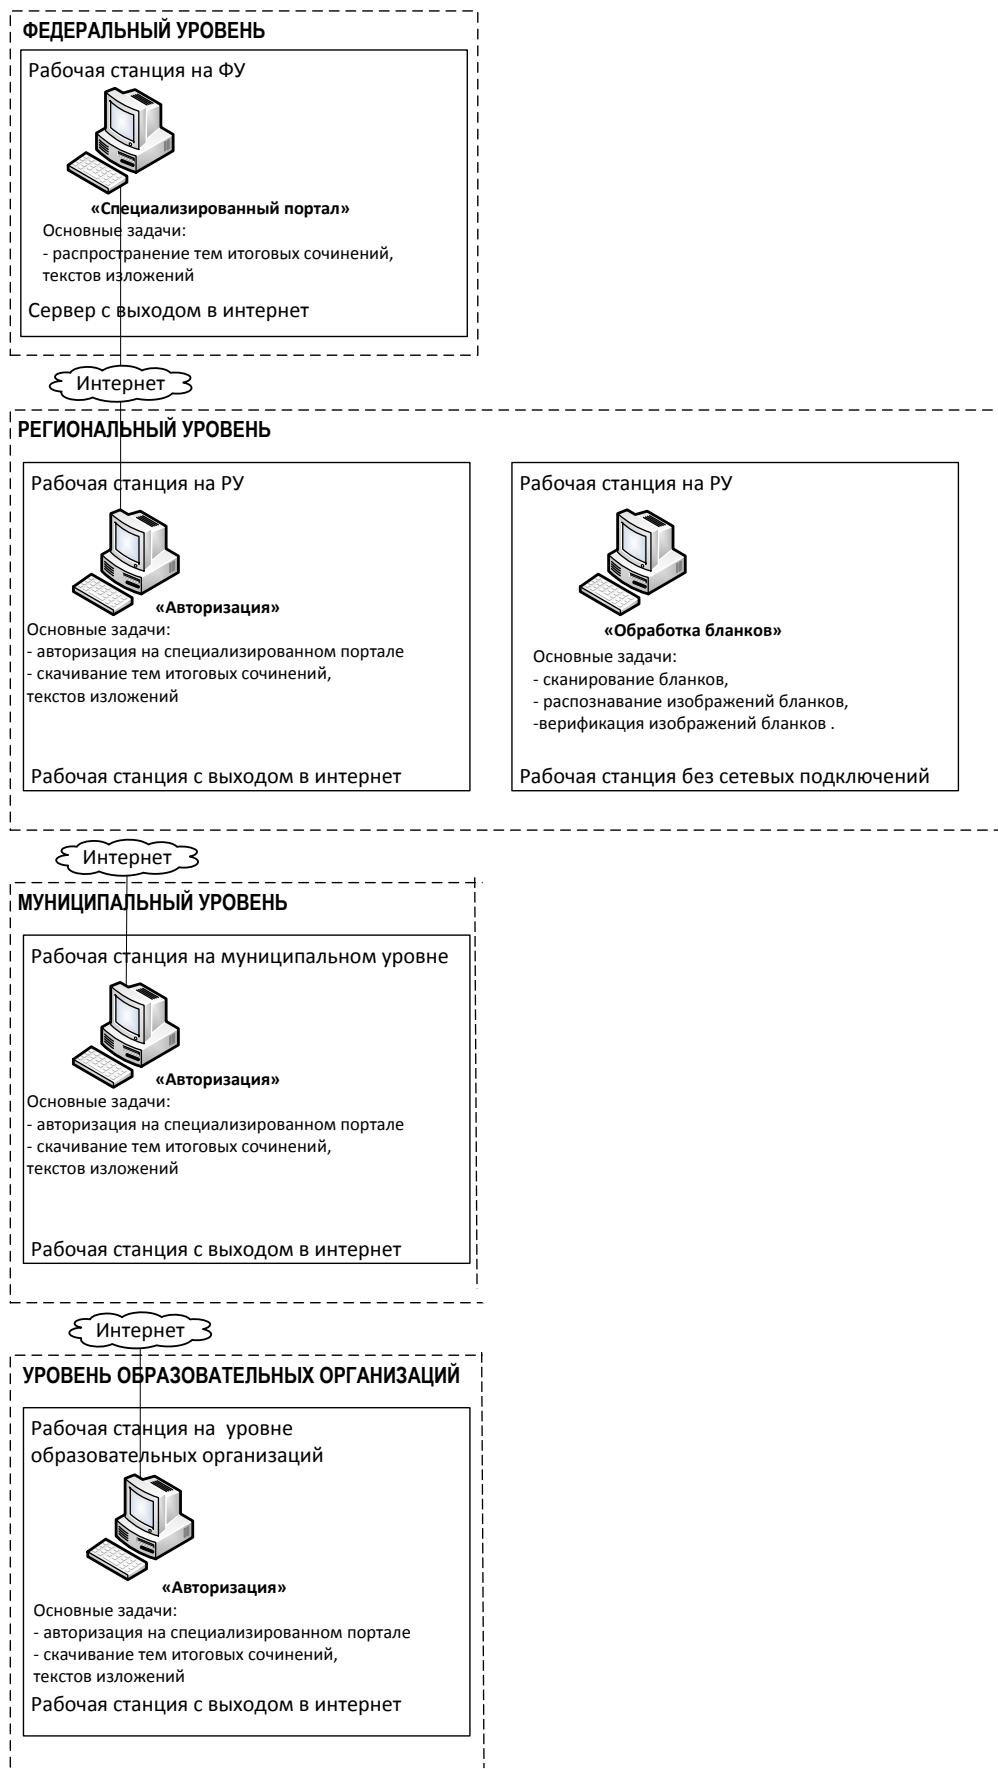 ФЕДЕРАЛЬНЫЙ УРОВЕНЬ
Рабочая станция на ФУ
«Специализированный портал»
Основные задачи:
- распространение тем итоговых сочинений,
текстов изложений
Сервер с выходом в интернет
Интернет
РЕГИОНАЛЬНЫЙ УРОВЕНЬ
Рабочая станция на РУ
«Авторизация»
Основные задачи:
- авторизация на специализированном портале
- скачивание тем итоговых сочинений,
текстов изложений
Рабочая станция с выходом в интернет
Рабочая станция на РУ
«Обработка бланков»
Основные задачи:
- сканирование бланков,
- распознавание изображений бланков,
-верификация изображений бланков .
Рабочая станция без сетевых подключений
Интернет
МУНИЦИПАЛЬНЫЙ УРОВЕНЬ
Рабочая станция на муниципальном уровне
«Авторизация»
Основные задачи:
- авторизация на специализированном портале
- скачивание тем итоговых сочинений,
текстов изложений
Рабочая станция с выходом в интернет
Интернет
УРОВЕНЬ ОБРАЗОВАТЕЛЬНЫХ ОРГАНИЗАЦИЙ
Рабочая станция на  уровне
образовательных организаций
«Авторизация»
Основные задачи:
- авторизация на специализированном портале
- скачивание тем итоговых сочинений,
текстов изложений
Рабочая станция с выходом в интернет